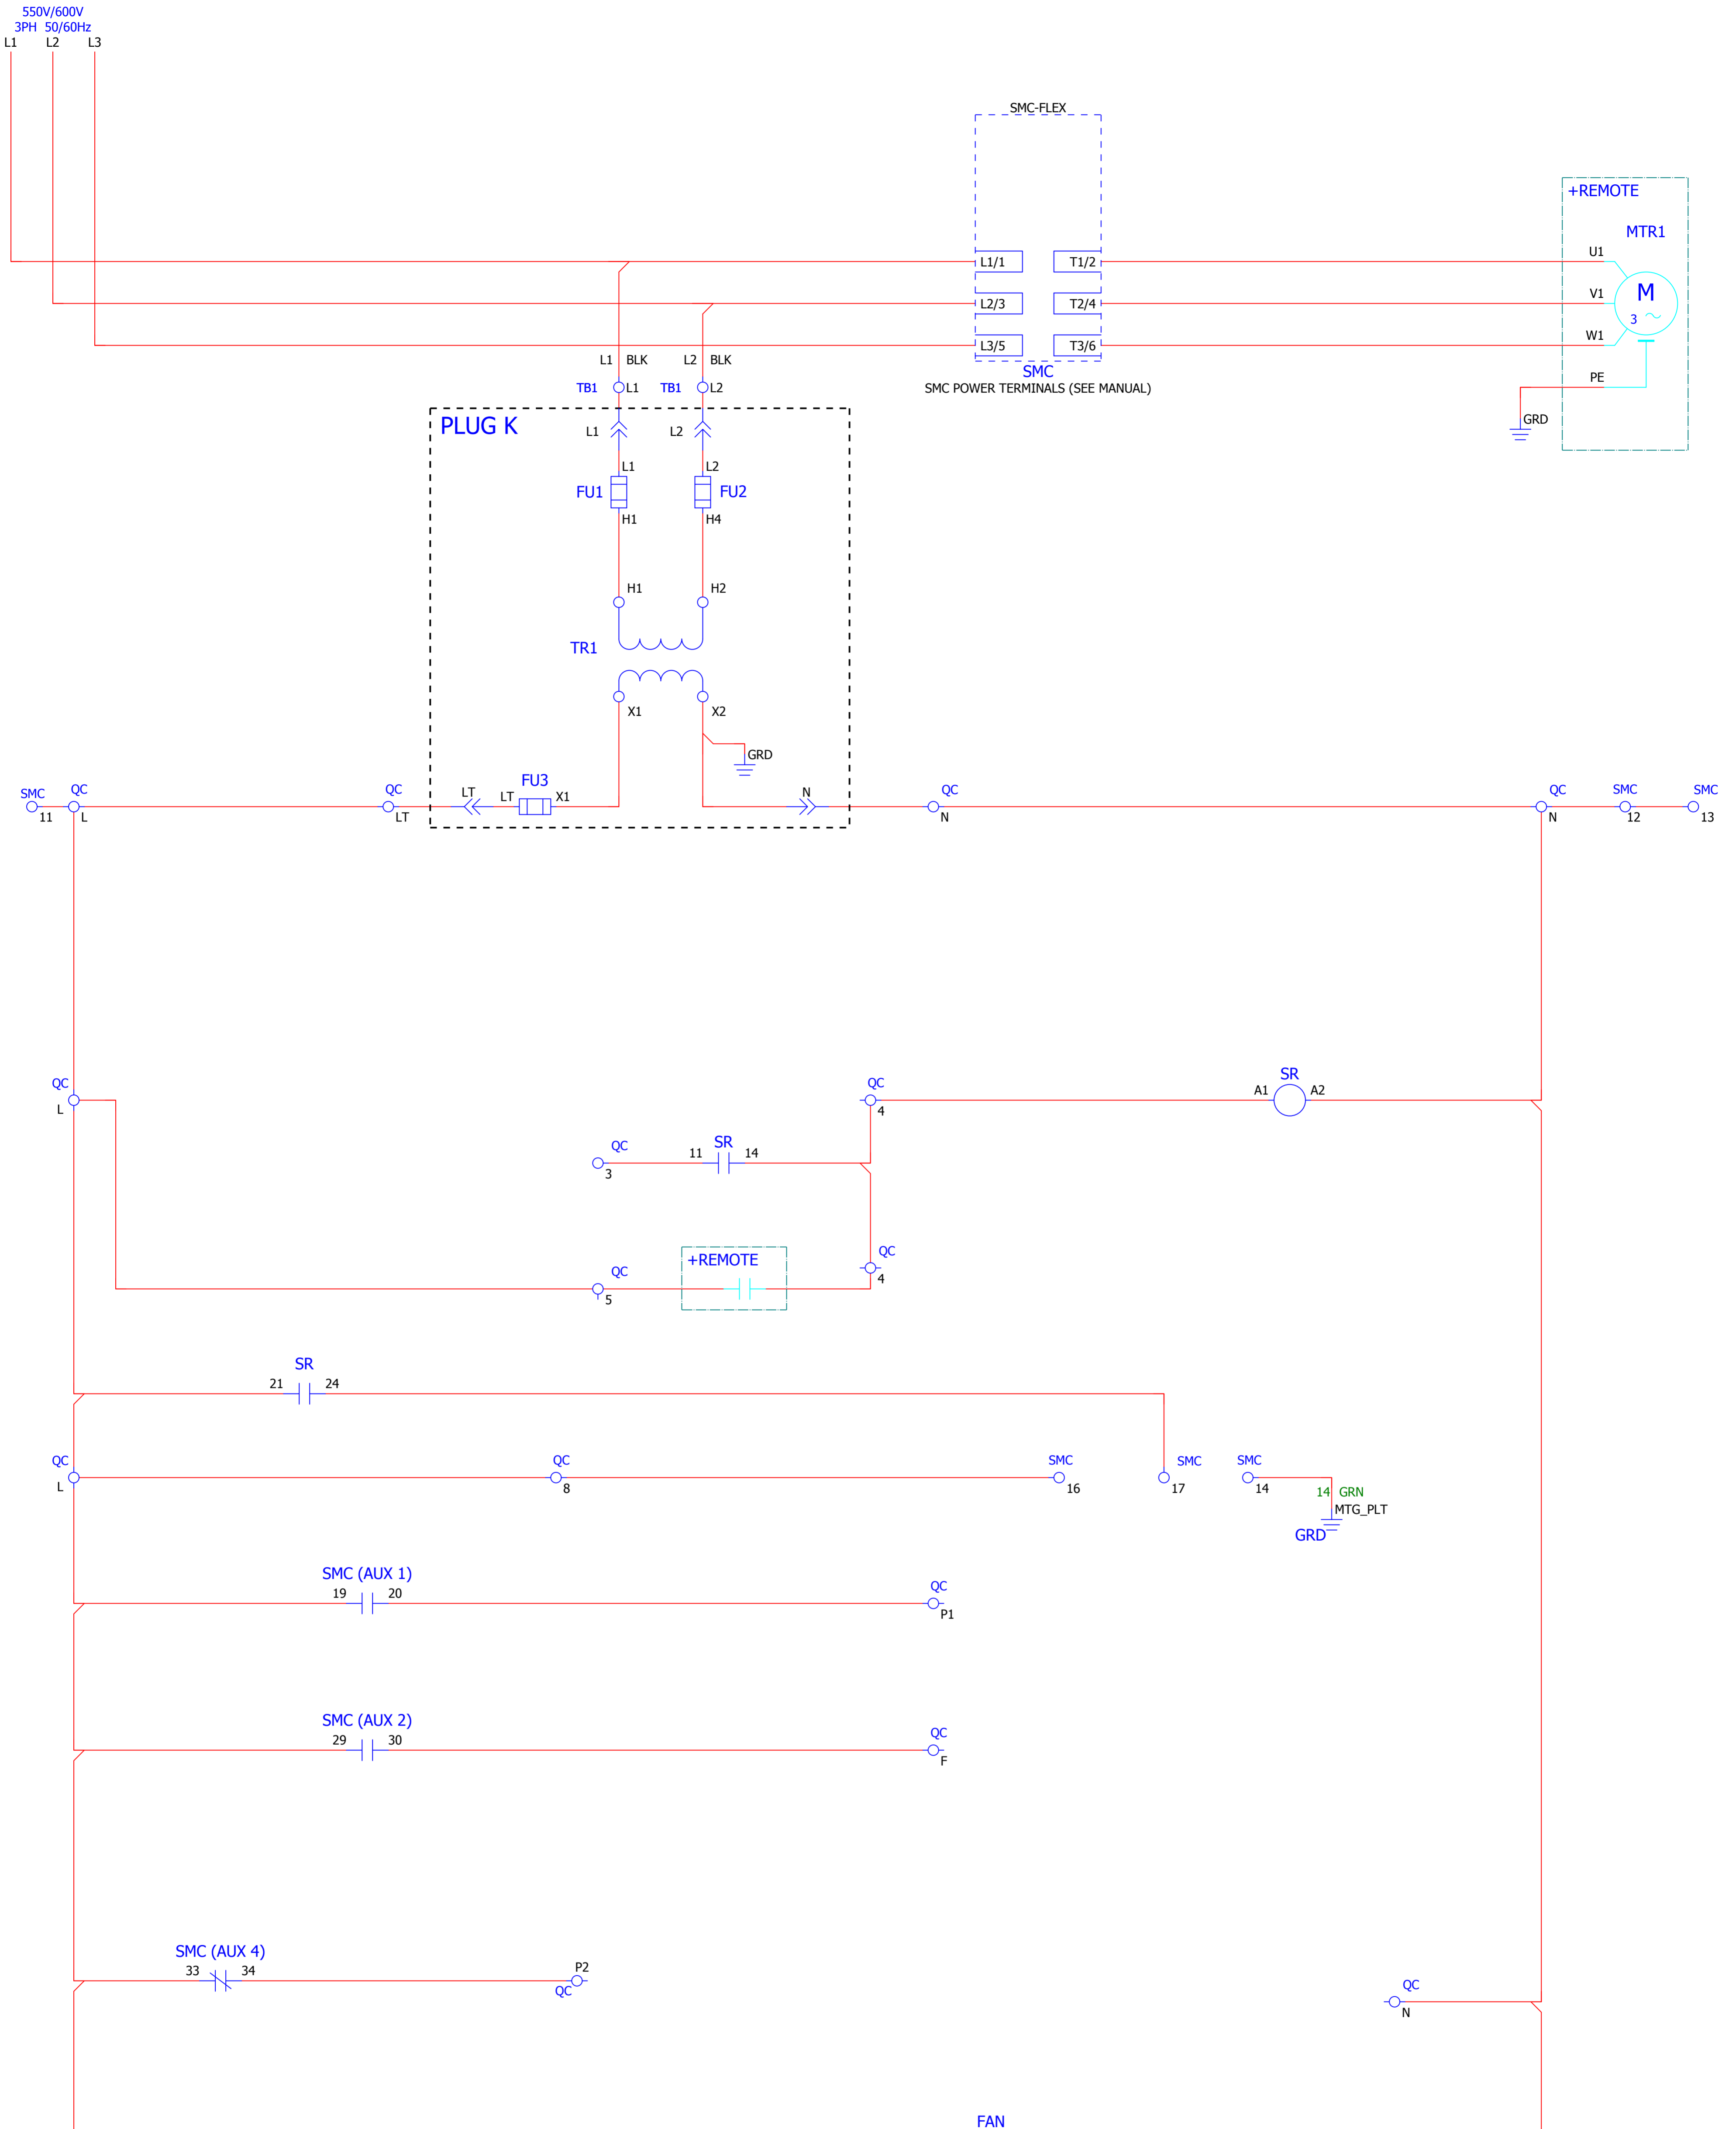 550V/600V
3PH 50/60Hz
L1 L2 L3
SMC-FLEX
+REMOTE
MTR1
U1
L1/1 T1/2
V1
M
L2/3 T2/4
3
W1
L3/5 T3/6
L1 BLK L2 BLK
SMC
PE
TB1 L1 TB1 L2
SMC POWER TERMINALS (SEE MANUAL)
GRD
PLUG K
L1 L2
L1 L2
FU1 FU2
H1 H4
H1 H2
TR1
X1 X2
GRD
FU3
SMC QC QC LT LT X1 N QC QC SMC SMC
11 L LT N N 12 13
QC QC SR
L 4 A1 A2
QC SR
11 14
3
QC
+REMOTE
QC
4
5
SR
21 24
QC QC SMC SMC SMC
L 8 16 17 14
14 GRN
MTG_PLT
GRD
SMC (AUX 1)
19 20 QC
P1
SMC (AUX 2)
29 30 QC
F
SMC (AUX 4)
33 34 P2
QC
QC
N
FAN